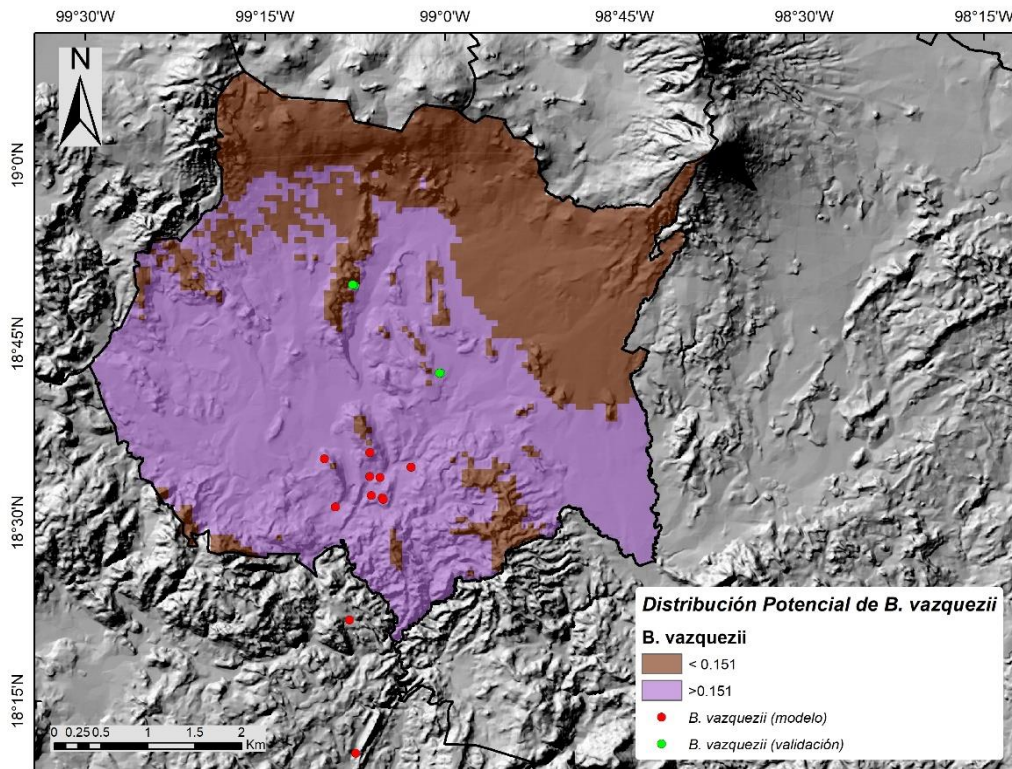 99°30'W 99°15'W 99°0'W 98°45'W 98°30'W 98°15'W
N
19°0'N
18°45'N
18°30'N
18°15'N
Distribución Potencial de B. vazquezii
B. vazquezii
< 0.151
>0.151
B. vazquezii (modelo)
B. vazquezii (validación)
0 0.25 0.5 1 1.5 2
Km